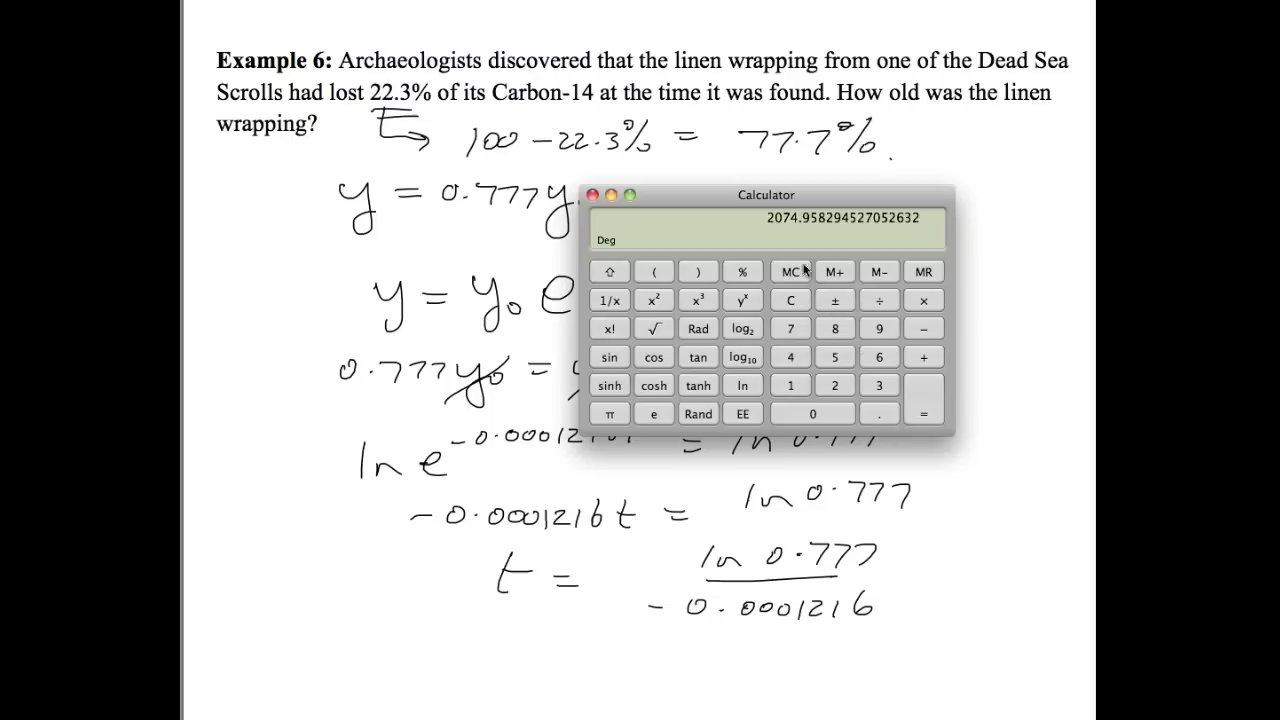 Example 6: Archaeologists discovered that the linen wrapping from one of the Dead Sea
Scrolls had lost 22.3% of its Carbon-14 at the time it was found. How old was the linen
wrapping?
100 - 22.3% = 77.7%.
y = 0.777y
y = y₀ e
0.777y₀ =
ln e^-0.00012 = ln 0.777
-0.0001216t = ln 0.777
t = ln 0.777 / -0.0001216
Calculator
2074.958294527052632
Deg
⇧ ( ) % MC M+ M- MR
1/x x² x³ yˣ C ± ÷ ×
x! √ Rad log₂ 7 8 9 −
sin cos tan log₁₀ 4 5 6 +
sinh cosh tanh ln 1 2 3
π e Rand EE 0 . =